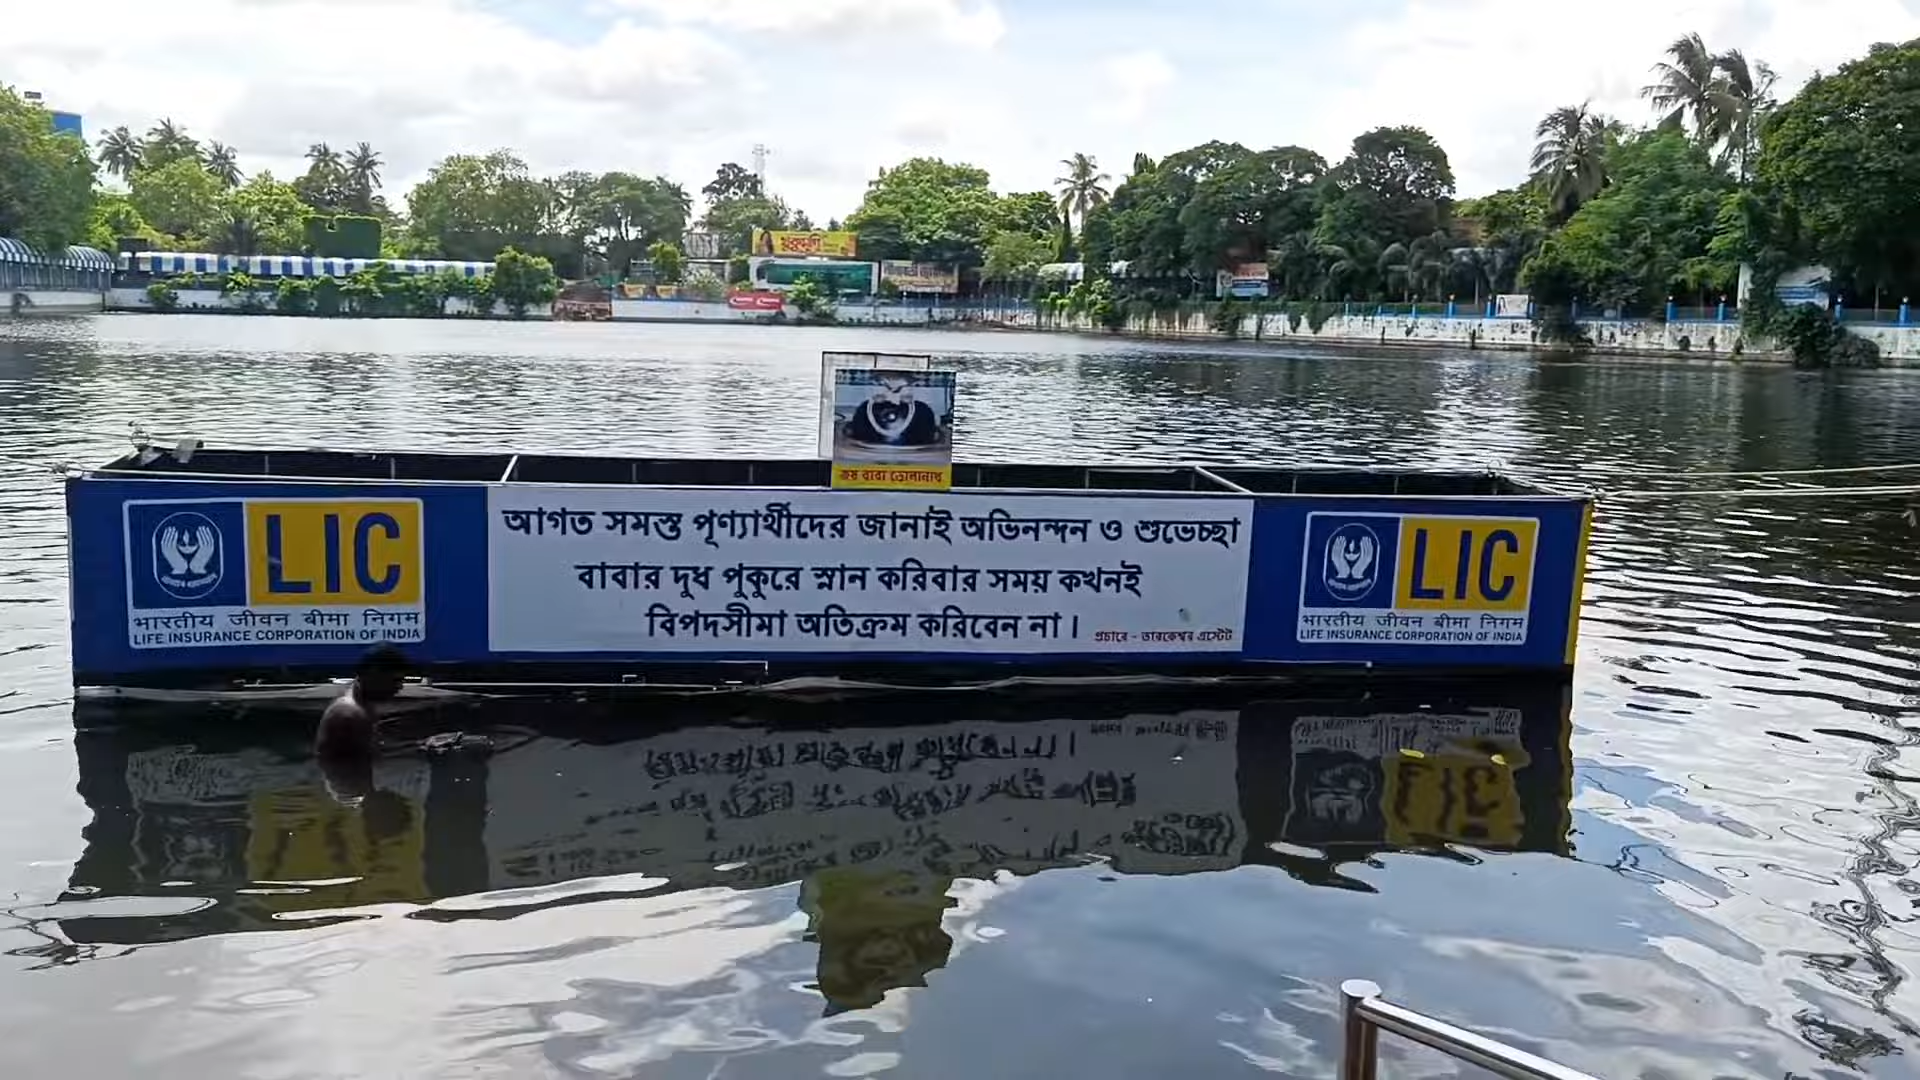 জয় বাবা ভোলানাথ
LIC
भारतीय जीवन बीमा निगम
LIFE INSURANCE CORPORATION OF INDIA
আগত সমস্ত পূণ্যার্থীদের জানাই অভিনন্দন ও শুভেচ্ছা
বাবার দুধ পুকুরে স্নান করিবার সময় কখনই
বিপদসীমা অতিক্রম করিবেন না।
প্রচারে - তারকেশ্বর এস্টেট
LIC
भारतीय जीवन बीमा निगम
LIFE INSURANCE CORPORATION OF INDIA